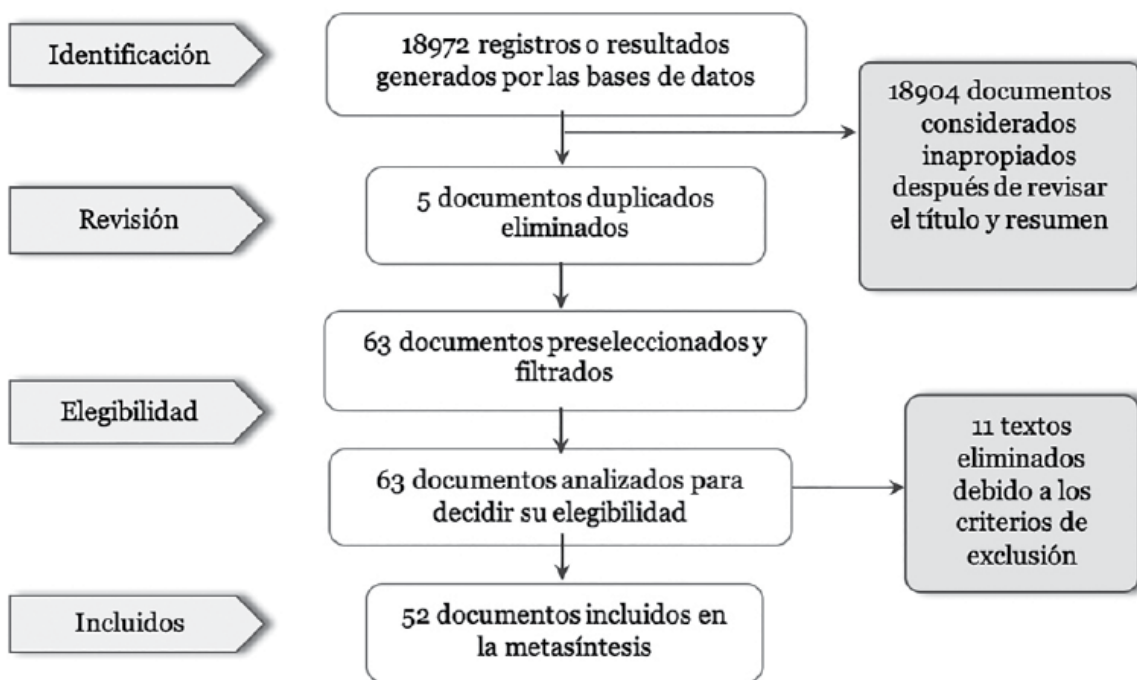 Identificación
18972 registros o resultados
generados por las bases de datos
18904 documentos
considerados
inapropiados
después de revisar
el título y resumen
Revisión
5 documentos duplicados
eliminados
63 documentos preseleccionados y
filtrados
Elegibilidad
63 documentos analizados para
decidir su elegibilidad
11 textos
eliminados
debido a los
criterios de
exclusión
Incluidos
52 documentos incluidos en
la metasíntesis